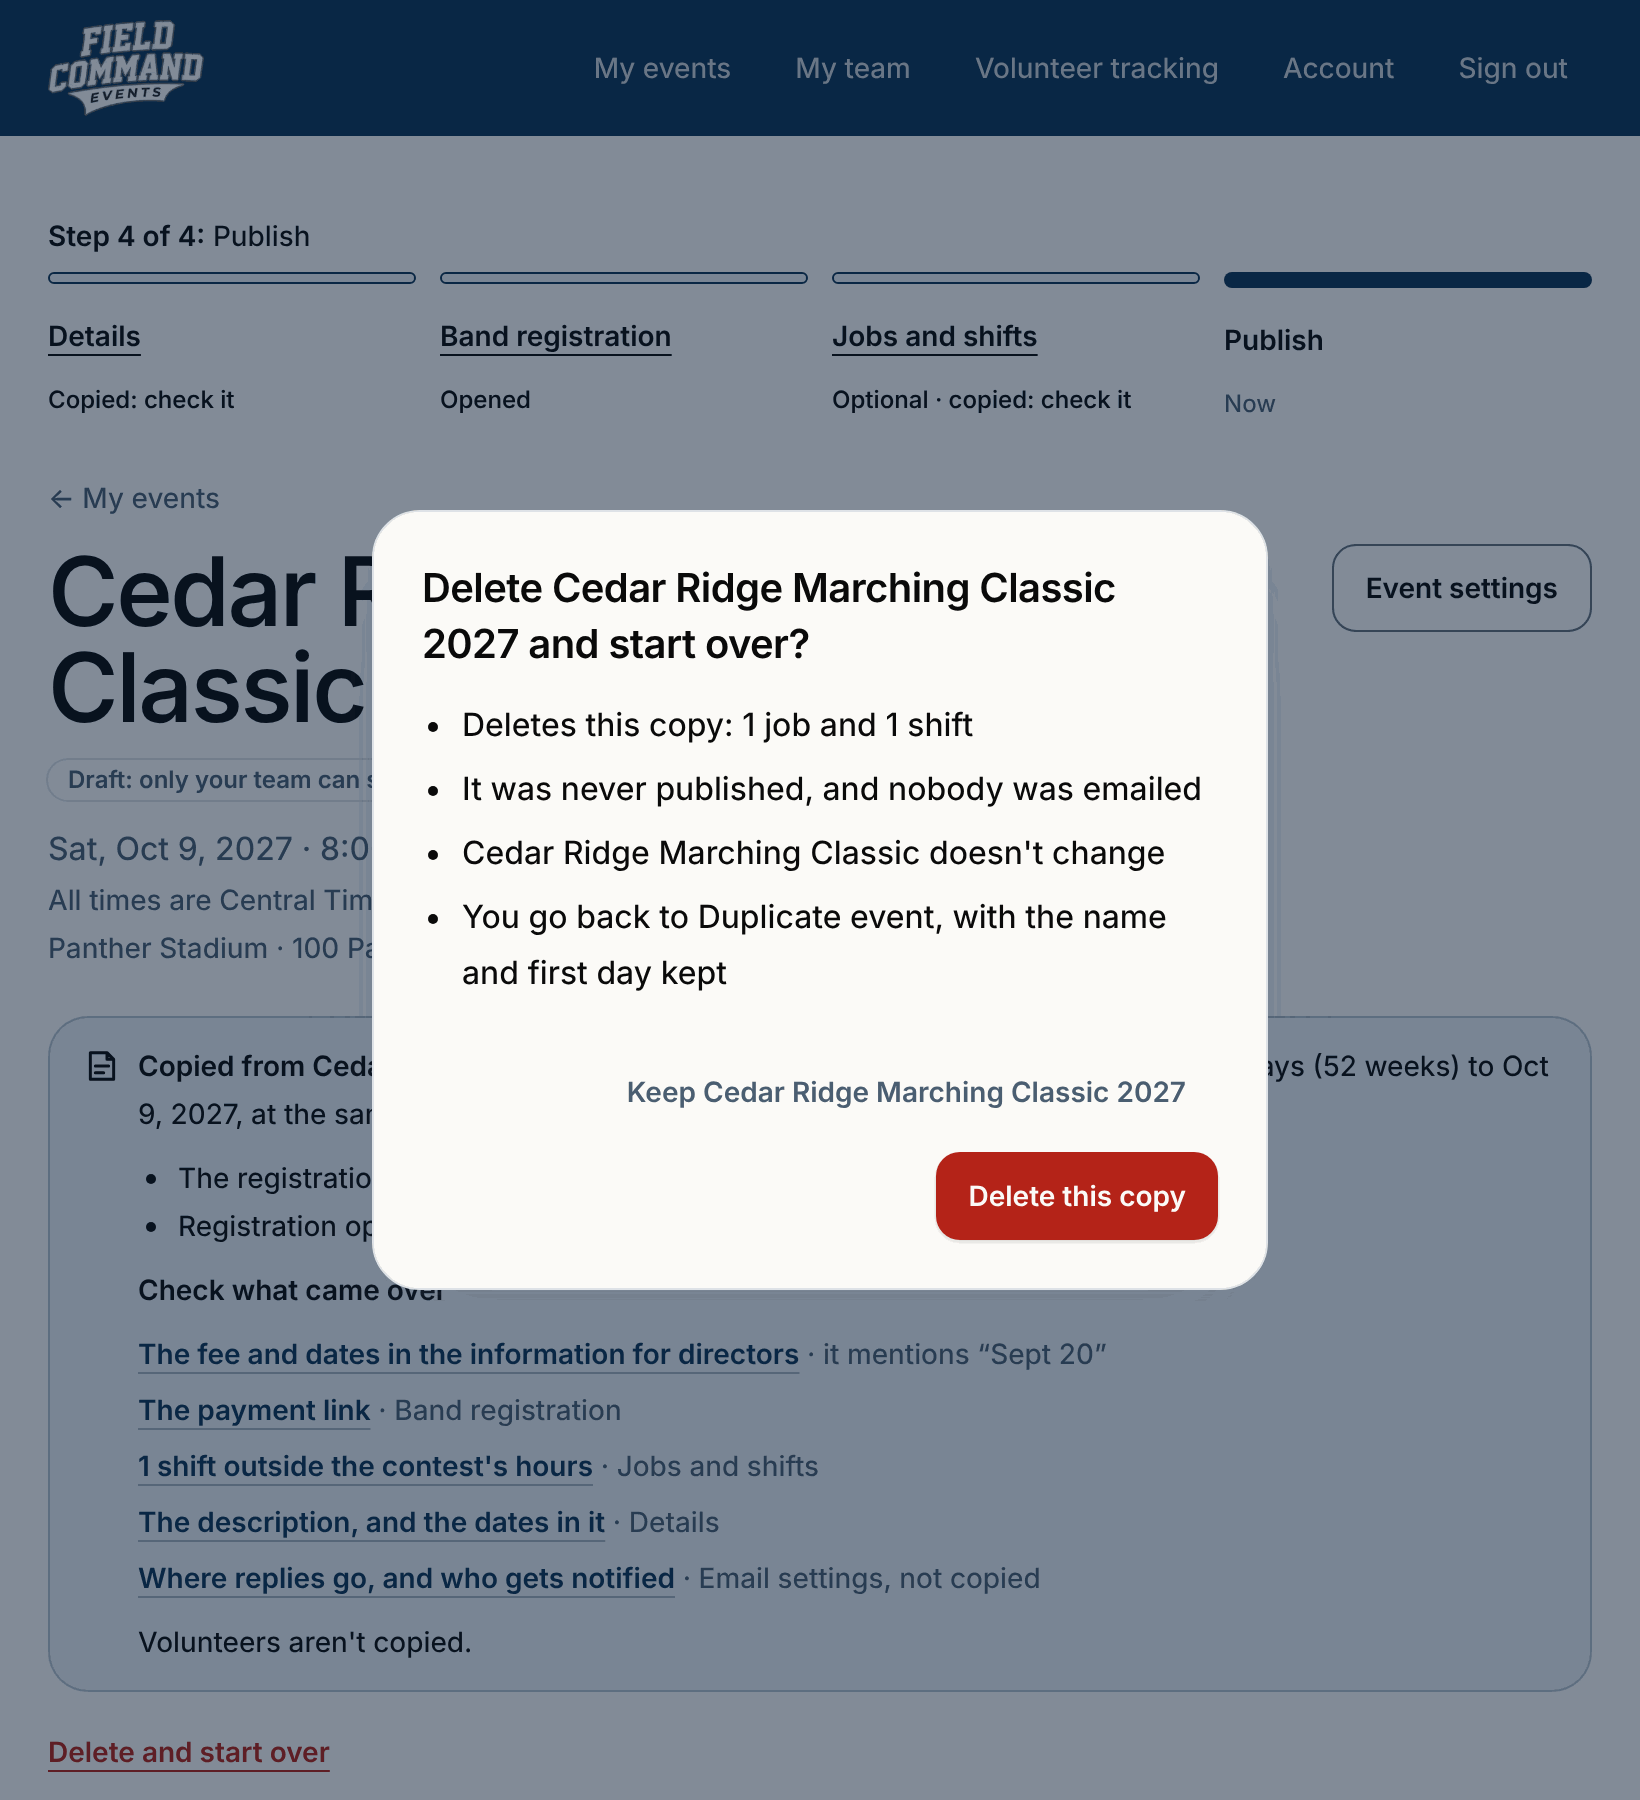 FIELD
COMMAND
EVENTS
My events
My team
Volunteer tracking
Account
Sign out
Step 4 of 4: Publish
Details
Copied: check it
Band registration
Opened
Jobs and shifts
Optional · copied: check it
Publish
Now
← My events
Cedar
Classic
Event settings
Draft: only your team can
Sat, Oct 9, 2027 ·
All times are Central
Panther Stadium · 100
Delete Cedar Ridge Marching Classic
2027 and start over?
• Deletes this copy: 1 job and 1 shift
• It was never published, and nobody was emailed
• Cedar Ridge Marching Classic doesn't change
• You go back to Duplicate event, with the name
and first day kept
Keep Cedar Ridge Marching Classic 2027
Delete this copy
Copied from
(52 weeks) to Oct
9, 2027, at the
• The
• Registration
Check what came over
The fee and dates in the information for directors · it mentions “Sept 20”
The payment link · Band registration
1 shift outside the contest's hours · Jobs and shifts
The description, and the dates in it · Details
Where replies go, and who gets notified · Email settings, not copied
Volunteers aren't copied.
Delete and start over